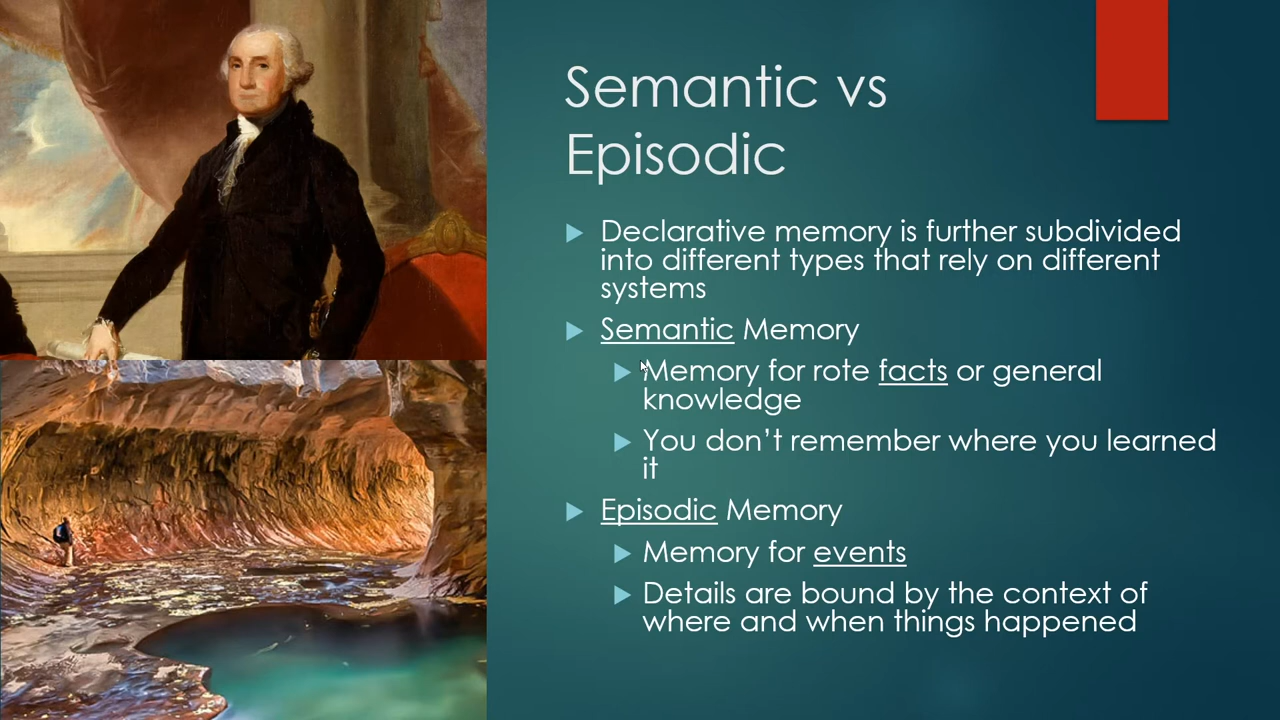 Semantic vs
Episodic
Declarative memory is further subdivided
into different types that rely on different
systems
Semantic Memory
Memory for rote facts or general
knowledge
You don’t remember where you learned
it
Episodic Memory
Memory for events
Details are bound by the context of
where and when things happened